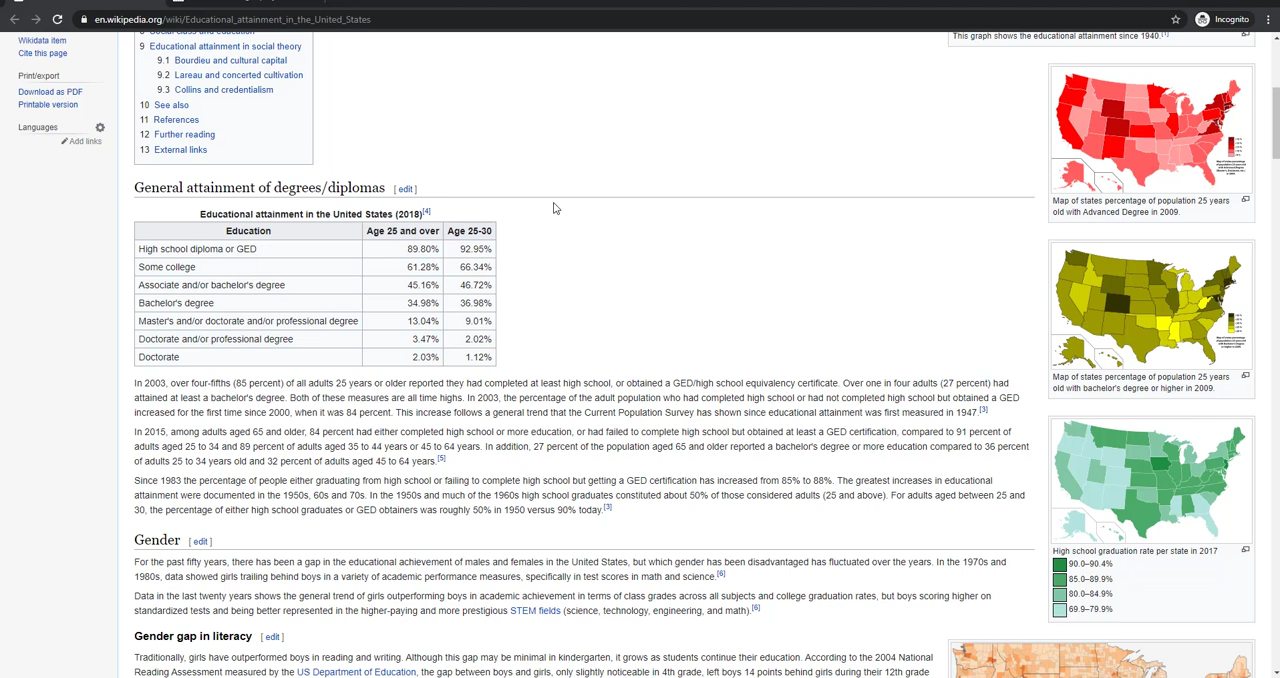 en.wikipedia.org/wiki/Educational_attainment_in_the_United_States
Incognito
Wikidata item
Cite this page
Print/export
Download as PDF
Printable version
Languages
Add links
9 Educational attainment in social theory
9.1 Bourdieu and cultural capital
9.2 Lareau and concerted cultivation
9.3 Collins and credentialism
10 See also
11 References
12 Further reading
13 External links
General attainment of degrees/diplomas [ edit ]
Educational attainment in the United States (2018)[4]
Education Age 25 and over Age 25-30
High school diploma or GED 89.80% 92.95%
Some college 61.28% 66.34%
Associate and/or bachelor's degree 45.16% 46.72%
Bachelor's degree 34.98% 36.98%
Master's and/or doctorate and/or professional degree 13.04% 9.01%
Doctorate and/or professional degree 3.47% 2.02%
Doctorate 2.03% 1.12%
In 2003, over four-fifths (85 percent) of all adults 25 years or older reported they had completed at least high school, or obtained a GED/high school equivalency certificate. Over one in four adults (27 percent) had
attained at least a bachelor's degree. Both of these measures are all time highs. In 2003, the percentage of the adult population who had completed high school or had not completed high school but obtained a GED
increased for the first time since 2000, when it was 84 percent. This increase follows a general trend that the Current Population Survey has shown since educational attainment was first measured in 1947.[3]
In 2015, among adults aged 65 and older, 84 percent had either completed high school or more education, or had failed to complete high school but obtained at least a GED certification, compared to 91 percent of
adults aged 25 to 34 and 89 percent of adults aged 35 to 44 years or 45 to 64 years. In addition, 27 percent of the population aged 65 and older reported a bachelor's degree or more education compared to 36 percent
of adults 25 to 34 years old and 32 percent of adults aged 45 to 64 years.[5]
Since 1983 the percentage of people either graduating from high school or failing to complete high school but getting a GED certification has increased from 85% to 88%. The greatest increases in educational
attainment were documented in the 1950s, 60s and 70s. In the 1950s and much of the 1960s high school graduates constituted about 50% of those considered adults (25 and above). For adults aged between 25 and
30, the percentage of either high school graduates or GED obtainers was roughly 50% in 1950 versus 90% today.[3]
Gender [ edit ]
For the past fifty years, there has been a gap in the educational achievement of males and females in the United States, but which gender has been disadvantaged has fluctuated over the years. In the 1970s and
1980s, data showed girls trailing behind boys in a variety of academic performance measures, specifically in test scores in math and science.[6]
Data in the last twenty years shows the general trend of girls outperforming boys in academic achievement in terms of class grades across all subjects and college graduation rates, but boys scoring higher on
standardized tests and being better represented in the higher-paying and more prestigious STEM fields (science, technology, engineering, and math).[6]
Gender gap in literacy [ edit ]
Traditionally, girls have outperformed boys in reading and writing. Although this gap may be minimal in kindergarten, it grows as students continue their education. According to the 2004 National
Reading Assessment measured by the US Department of Education, the gap between boys and girls, only slightly noticeable in 4th grade, left boys 14 points behind girls during their 12th grade
This graph shows the educational attainment since 1940.[1]
Map of states percentage of population 25 years
old with Advanced Degree in 2009.
Map of states percentage of population 25 years
old with bachelor's degree or higher in 2009.
High school graduation rate per state in 2017
90.0–90.4%
85.0–89.9%
80.0–84.9%
69.9–79.9%